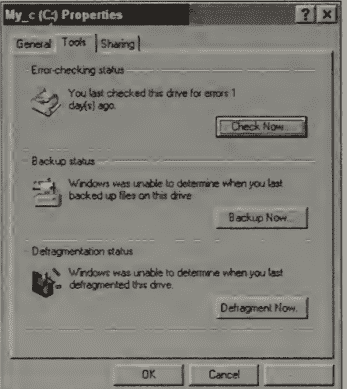 My_c (C:) Properties
General Tools Sharing
Error-checking status
You last checked this drive for errors 1
day(s) ago.
Check Now...
Backup status
Windows was unable to determine when you last
backed up files on this drive.
Backup Now...
Defragmentation status
Windows was unable to determine when you last
defragmented this drive.
Defragment Now...
OK Cancel